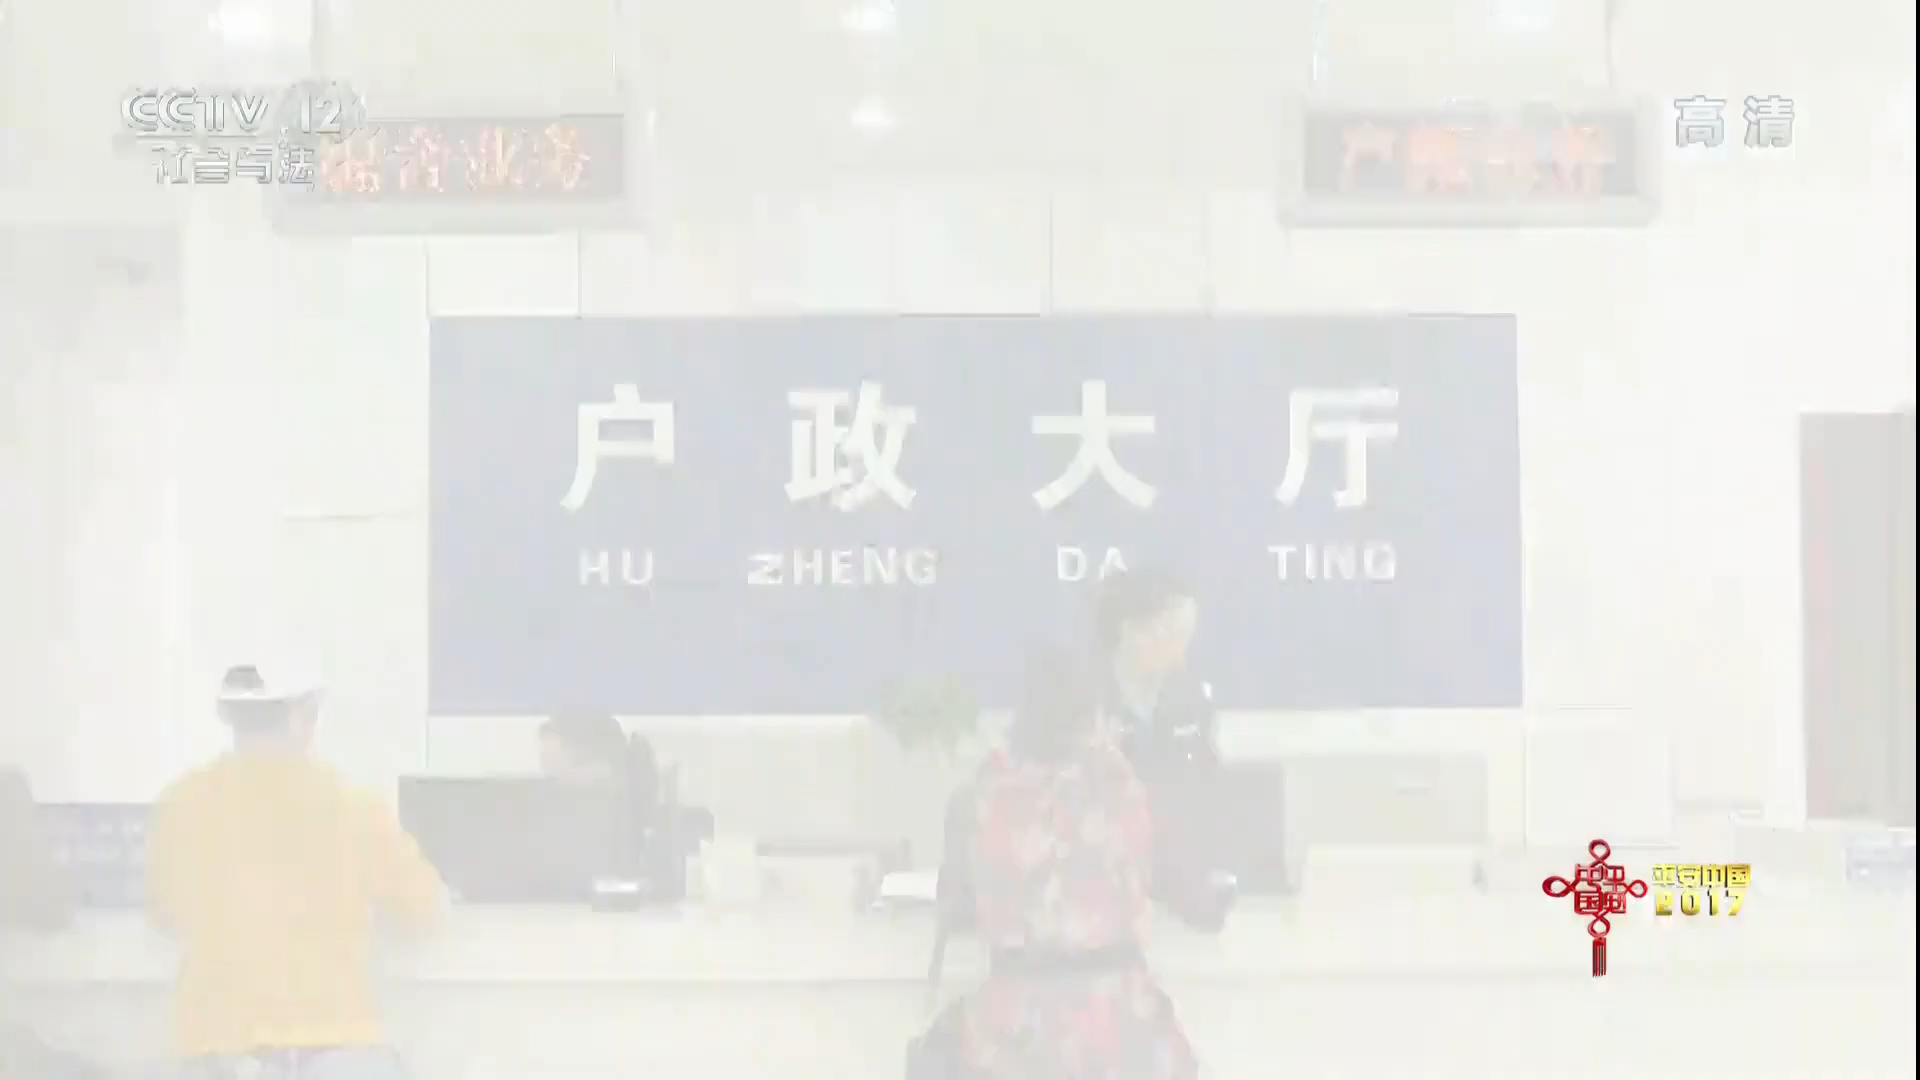 CCTV 12
社会与法
高清
户政大厅
HU ZHENG DA TING
平安中国
2017